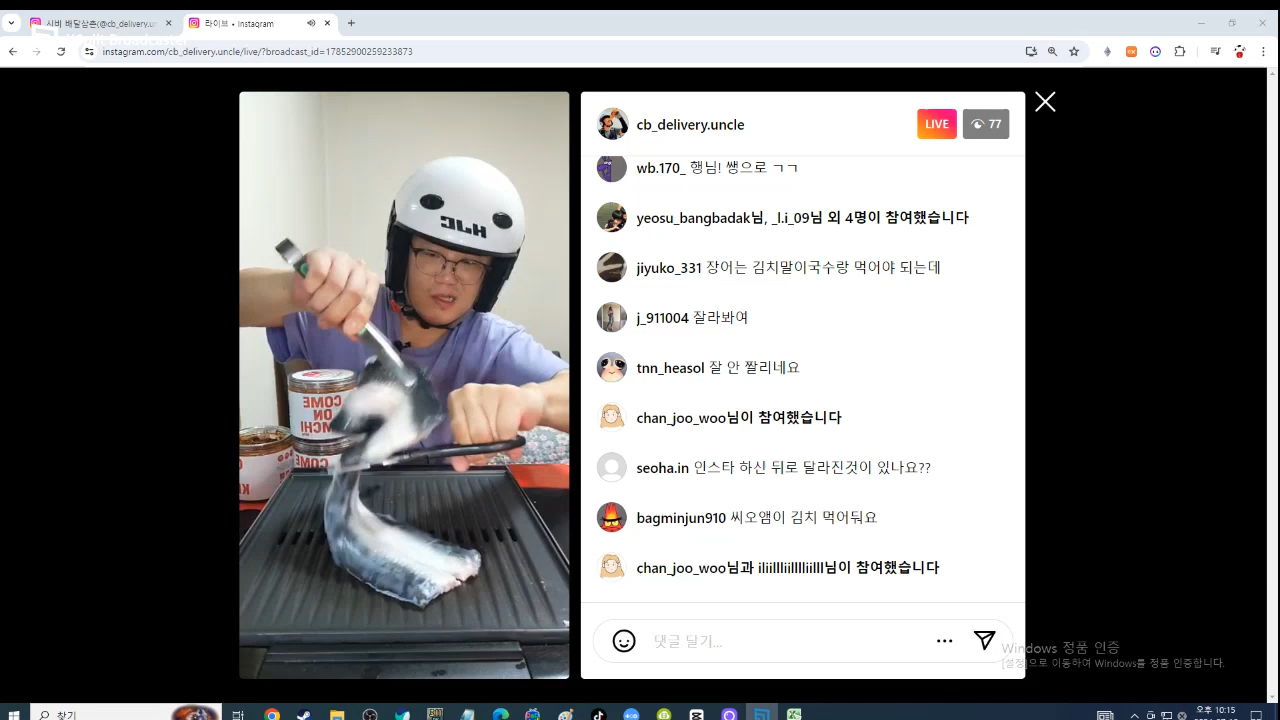 시바 배달삼촌(@cb_delivery.un
라이브 • Instagram
instagram.com/cb_delivery.uncle/live/?broadcast_id=17852900259233873
cb_delivery.uncle
LIVE
77
wb.170_ 행님! 쌩으로 ㄱㄱ
yeosu_bangbadak님, _l.i_09님 외 4명이 참여했습니다
jiyuko_331 장어는 김치말이국수랑 먹어야 되는데
j_911004 잘라봐여
tnn_heasol 잘 안 짤리네요
chan_joo_woo님이 참여했습니다
seoha.in 인스타 하신 뒤로 달라진것이 있나요??
bagminjun910 씨오앰이 김치 먹어둬요
chan_joo_woo님과 iliillliillllilllll님이 참여했습니다
댓글 달기...
COME
ON
Windows 정품 인증
[설정]으로 이동하여 Windows를 정품 인증합니다.
찾기
오후 10:15